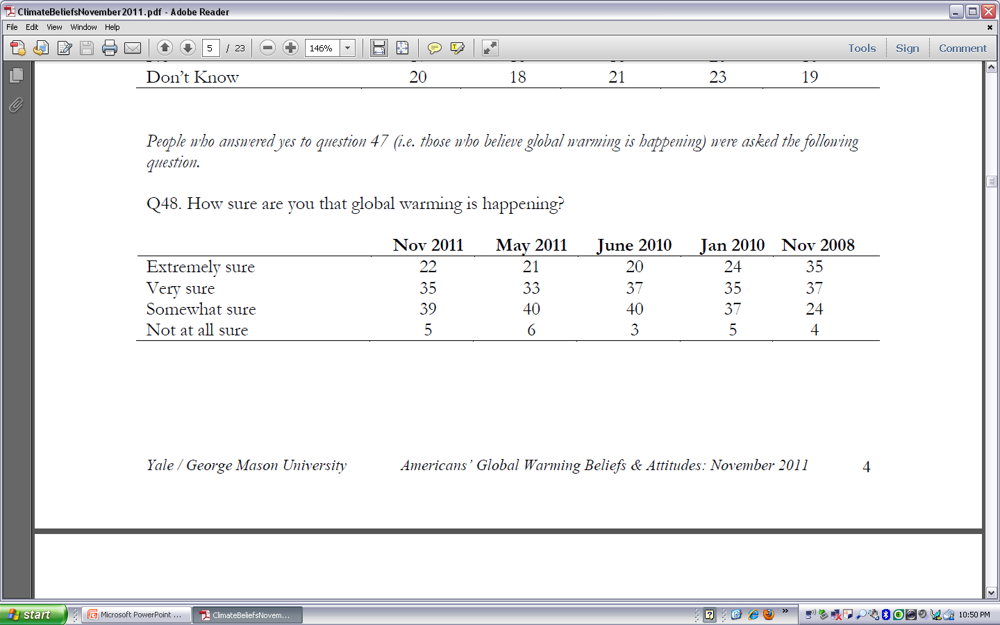 ClimateBeliefsNovember2011.pdf - Adobe Reader
File Edit View Window Help
5 / 23 146% Tools Sign Comment
Don't Know 20 18 21 23 19
People who answered yes to question 47 (i.e. those who believe global warming is happening) were asked the following
question.
Q48. How sure are you that global warming is happening?
Nov 2011 May 2011 June 2010 Jan 2010 Nov 2008
Extremely sure 22 21 20 24 35
Very sure 35 33 37 35 37
Somewhat sure 39 40 40 37 24
Not at all sure 5 6 3 5 4
Yale / George Mason University Americans' Global Warming Beliefs & Attitudes: November 2011 4
start Microsoft PowerPoint ... ClimateBeliefsNovem... 10:50 PM